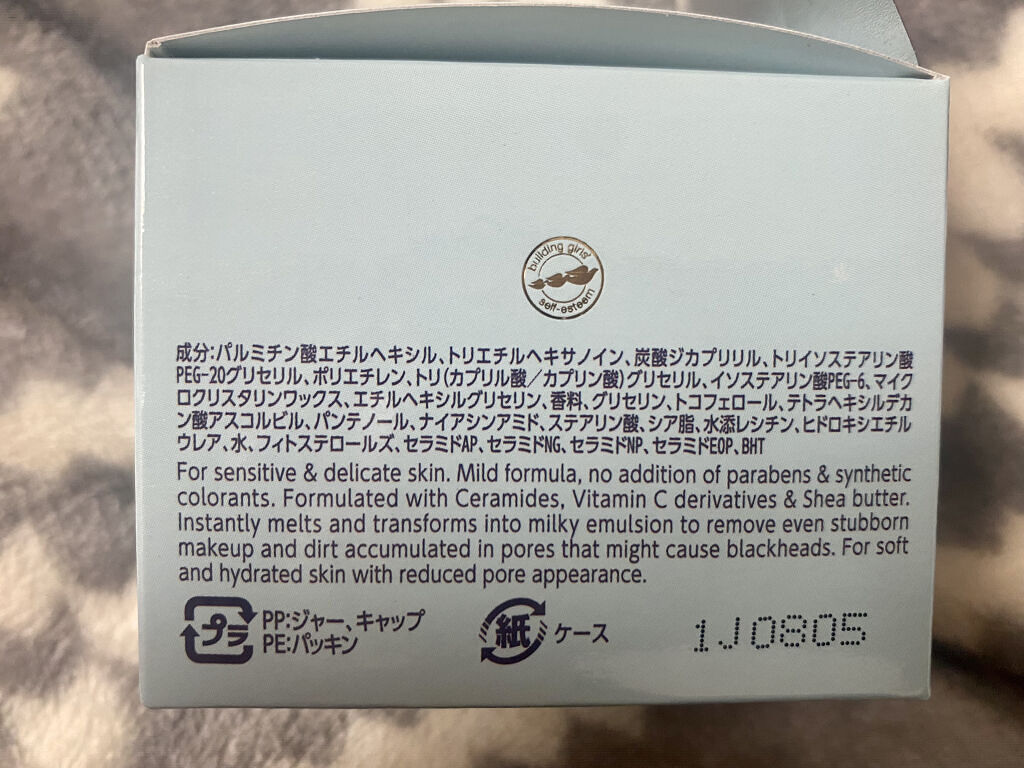 building girls'
self-esteem
成分:パルミチン酸エチルヘキシル、トリエチルヘキサノイン、炭酸ジカプリリル、トリイソステアリン酸
PEG-20グリセリル、ポリエチレン、トリ(カプリル酸／カプリン酸)グリセリル、イソステアリン酸PEG-6、マイク
ロクリスタリンワックス、エチルヘキシルグリセリン、香料、グリセリン、トコフェロール、テトラヘキシルデカ
ン酸アスコルビル、パンテノール、ナイアシンアミド、ステアリン酸、シア脂、水添レシチン、ヒドロキシエチル
ウレア、水、フィトステロールズ、セラミドAP、セラミドNG、セラミドNP、セラミドEOP、BHT
For sensitive & delicate skin. Mild formula, no addition of parabens & synthetic
colorants. Formulated with Ceramides, Vitamin C derivatives & Shea butter.
Instantly melts and transforms into milky emulsion to remove even stubborn
makeup and dirt accumulated in pores that might cause blackheads. For soft
and hydrated skin with reduced pore appearance.
プラ
PP:ジャー、キャップ
PE:パッキン
紙
ケース
1J0805